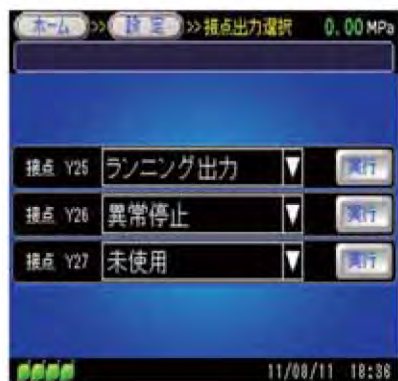 ホーム >> 設定 >> 接点出力選択 0.00 MPa
接点 Y25 ランニング出力 ▼ 実行
接点 Y26 異常停止 ▼ 実行
接点 Y27 未使用 ▼ 実行
11/08/11 18:36